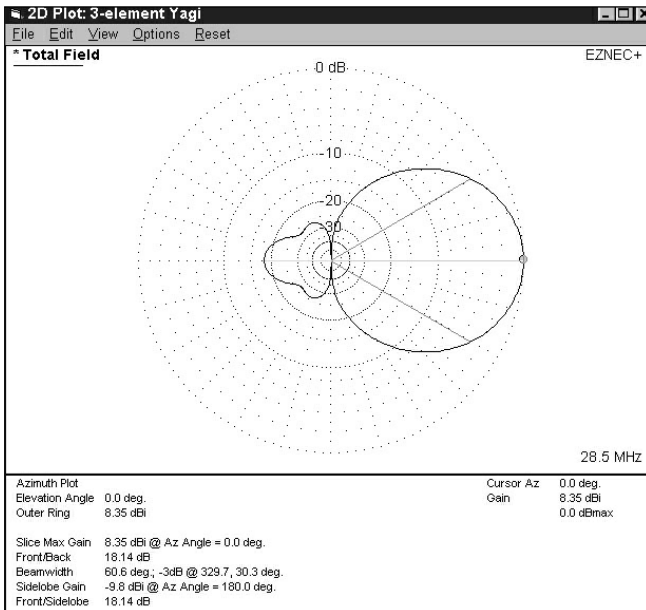 2D Plot: 3-element Yagi
File Edit View Options Reset
* Total Field
EZNEC+
0 dB
-10
-20
-30
28.5 MHz
Azimuth Plot
Elevation Angle 0.0 deg.
Outer Ring 8.35 dBi
Cursor Az 0.0 deg.
Gain 8.35 dBi
0.0 dBmax
Slice Max Gain 8.35 dBi @ Az Angle = 0.0 deg.
Front/Back 18.14 dB
Beamwidth 60.6 deg.; -3dB @ 329.7, 30.3 deg.
Sidelobe Gain -9.8 dBi @ Az Angle = 180.0 deg.
Front/Sidelobe 18.14 dB